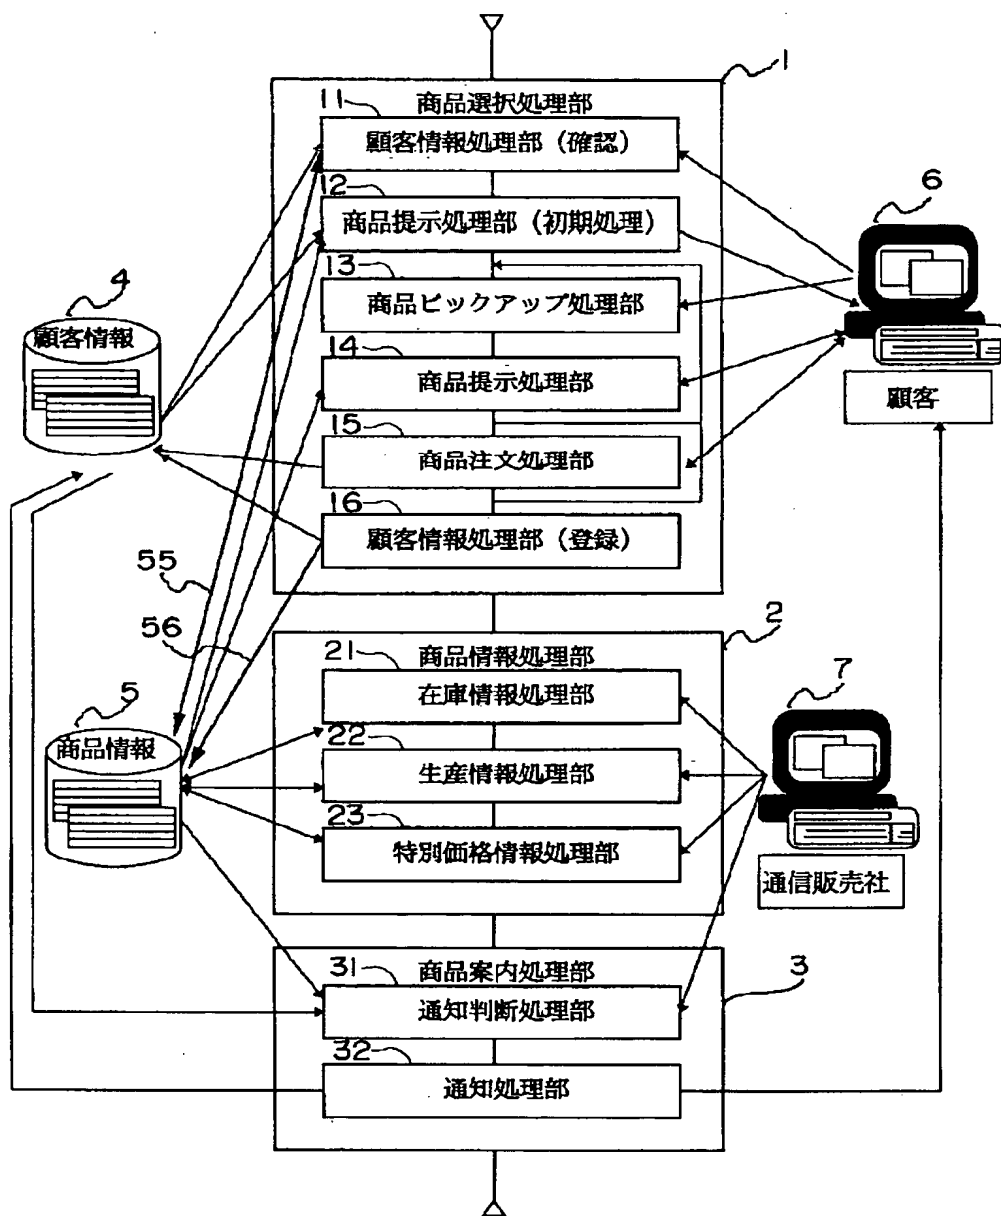 1
商品選択処理部
11
顧客情報処理部（確認）
12
商品提示処理部（初期処理）
13
商品ピックアップ処理部
14
商品提示処理部
15
商品注文処理部
16
顧客情報処理部（登録）
6
顧客
4
顧客情報
55
56
5
商品情報
2
商品情報処理部
21
在庫情報処理部
22
生産情報処理部
23
特別価格情報処理部
7
通信販売社
3
商品案内処理部
31
通知判断処理部
32
通知処理部